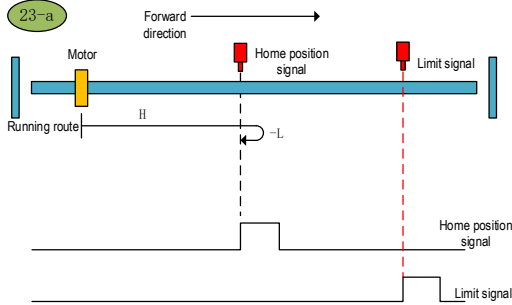 23-a
Forward
direction
Motor
Home position
signal
Limit signal
Running route
H
-L
Home position
signal
Limit signal